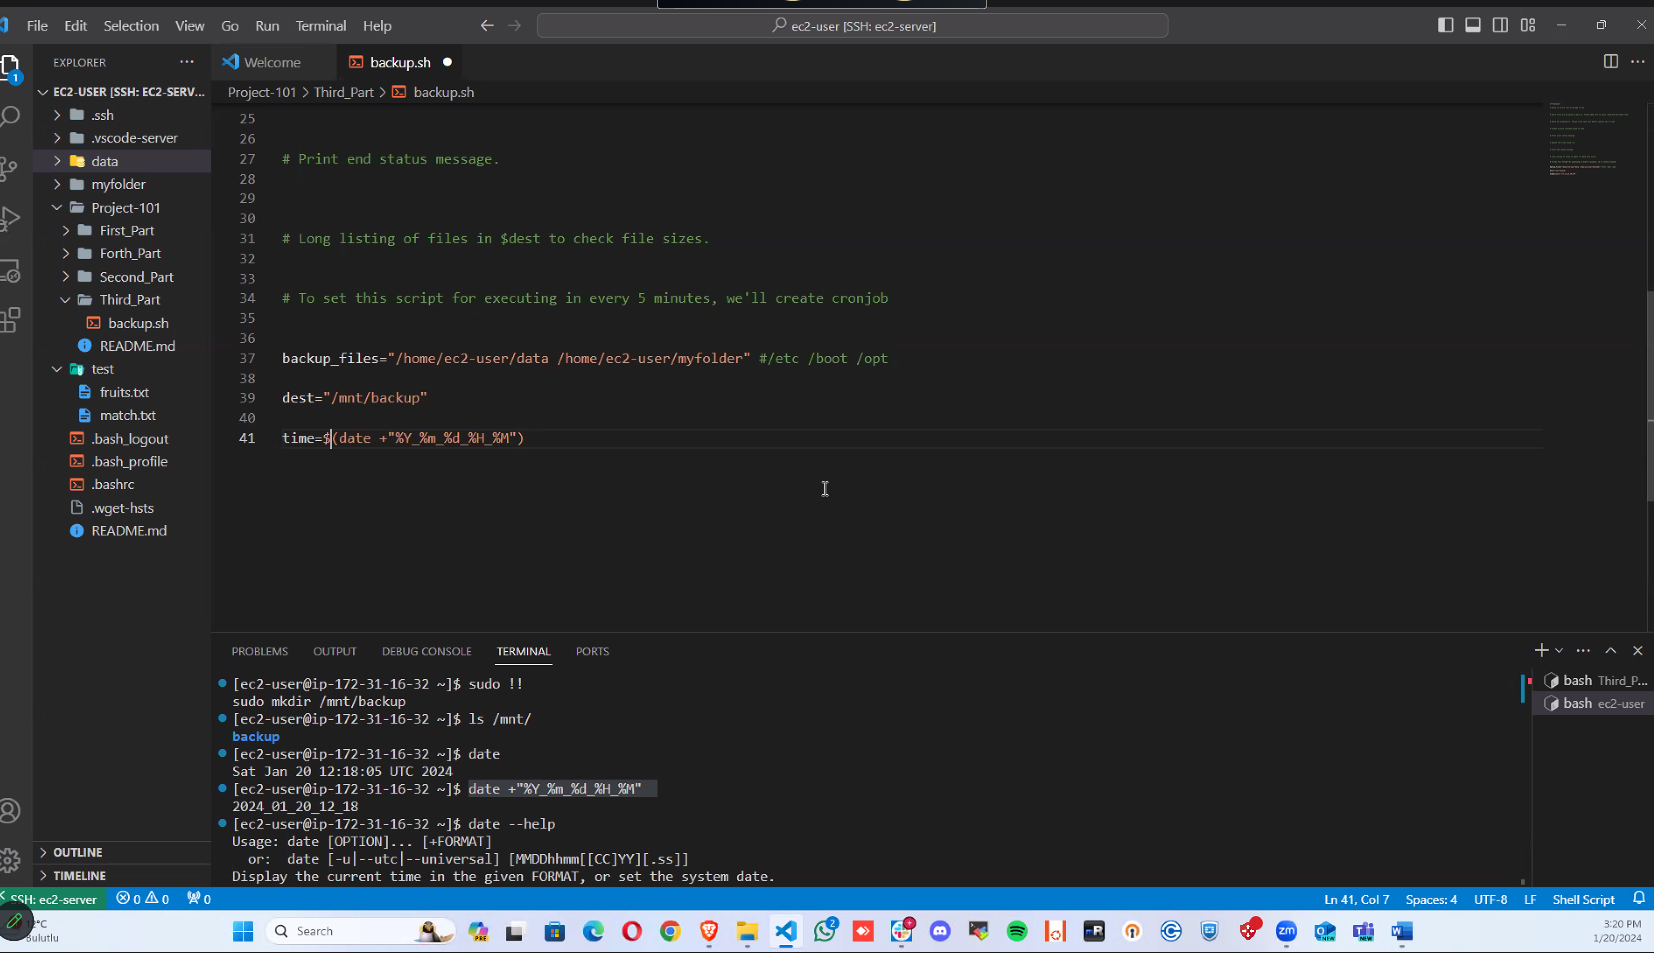 File Edit Selection View Go Run Terminal Help
ec2-user [SSH: ec2-server]
EXPLORER
Welcome
backup.sh
EC2-USER [SSH: EC2-SERV...
Project-101 > Third_Part > backup.sh
.ssh
.vscode-server
data
myfolder
Project-101
First_Part
Forth_Part
Second_Part
Third_Part
backup.sh
README.md
test
fruits.txt
match.txt
.bash_logout
.bash_profile
.bashrc
.wget-hsts
README.md
OUTLINE
TIMELINE
1
25
26
27 # Print end status message.
28
29
30
31 # Long listing of files in $dest to check file sizes.
32
33
34 # To set this script for executing in every 5 minutes, we'll create cronjob
35
36
37 backup_files="/home/ec2-user/data /home/ec2-user/myfolder" #/etc /boot /opt
38
39 dest="/mnt/backup"
40
41 time=$(date +"%Y_%m_%d_%H_%M")
PROBLEMS OUTPUT DEBUG CONSOLE TERMINAL PORTS
[ec2-user@ip-172-31-16-32 ~]$ sudo !!
sudo mkdir /mnt/backup
[ec2-user@ip-172-31-16-32 ~]$ ls /mnt/
backup
[ec2-user@ip-172-31-16-32 ~]$ date
Sat Jan 20 12:18:05 UTC 2024
[ec2-user@ip-172-31-16-32 ~]$ date +"%Y_%m_%d_%H_%M"
2024_01_20_12_18
[ec2-user@ip-172-31-16-32 ~]$ date --help
Usage: date [OPTION]... [+FORMAT]
or: date [-u|--utc|--universal] [MMDDhhmm[[CC]YY][.ss]]
Display the current time in the given FORMAT, or set the system date.
bash Third_P...
bash ec2-user
SSH: ec2-server 0 0 0
Ln 41, Col 7 Spaces: 4 UTF-8 LF Shell Script
12°C
Bulutlu
Search
PRE
2
NEW
NEW
3:20 PM
1/20/2024